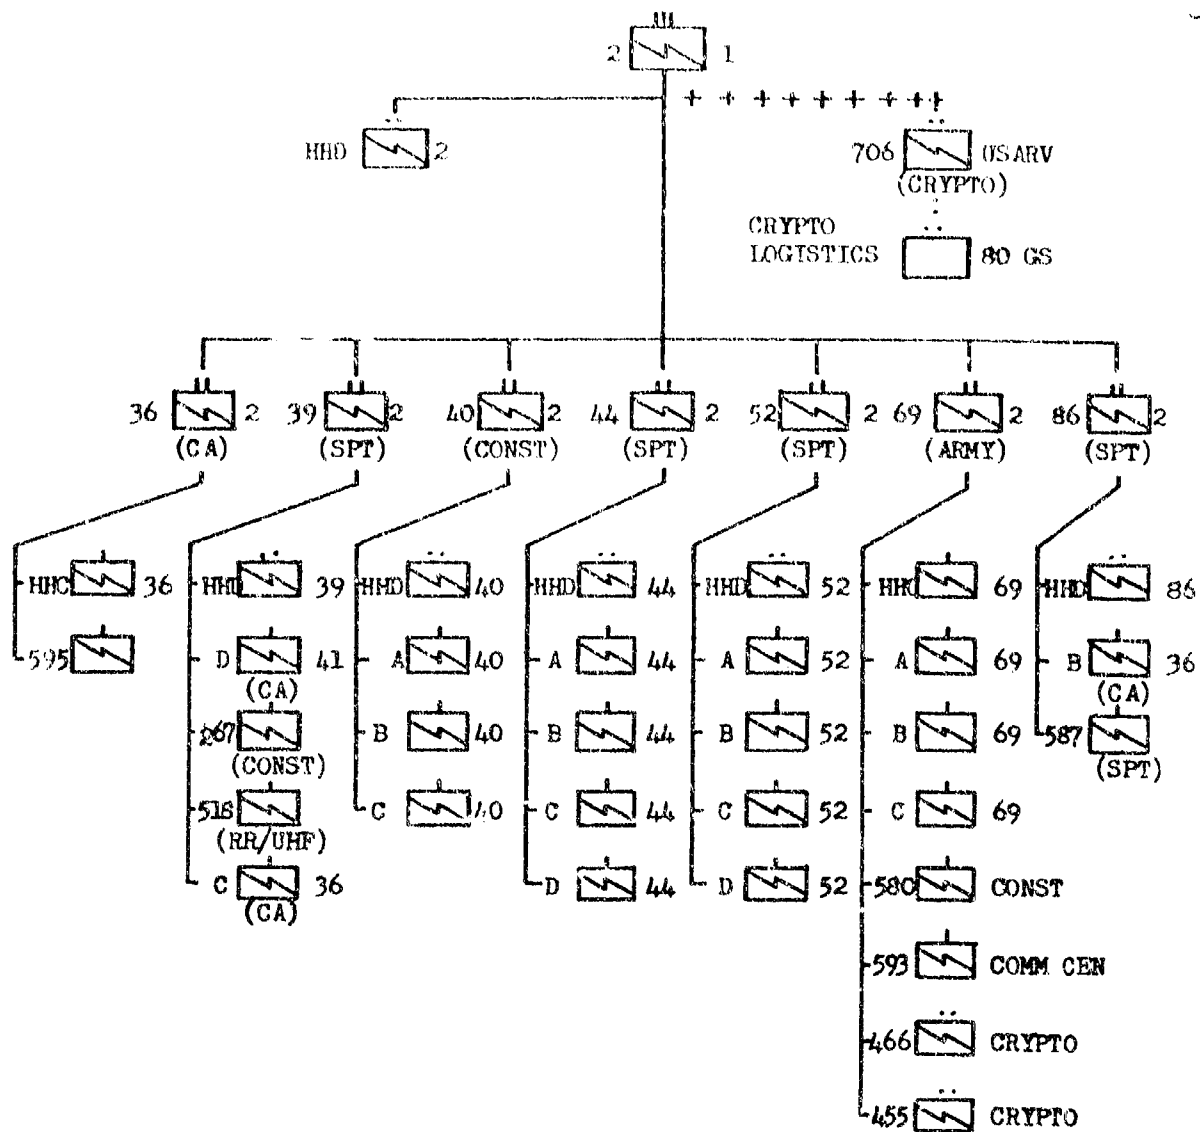 2 1
HHD 2
706 USARV
(CRYPTO)
CRYPTO
LOGISTICS 80 GS
36 2 39 2 40 2 44 2 52 2 69 2 86 2
(CA) (SPT) (CONST) (SPT) (SPT) (ARMY) (SPT)
HHC 36 HHD 39 HHD 40 HHD 44 HHD 52 HHC 69 HHD 86
595 D 41 A 40 A 44 A 52 A 69 B 36
(CA) (CA)
267 B 40 B 44 B 52 B 69 587
(CONST) (SPT)
518 C 40 C 44 C 52 C 69
(RR/UHF)
C 36 D 44 D 52 580 CONST
(CA)
593 COMM CEN
466 CRYPTO
455 CRYPTO